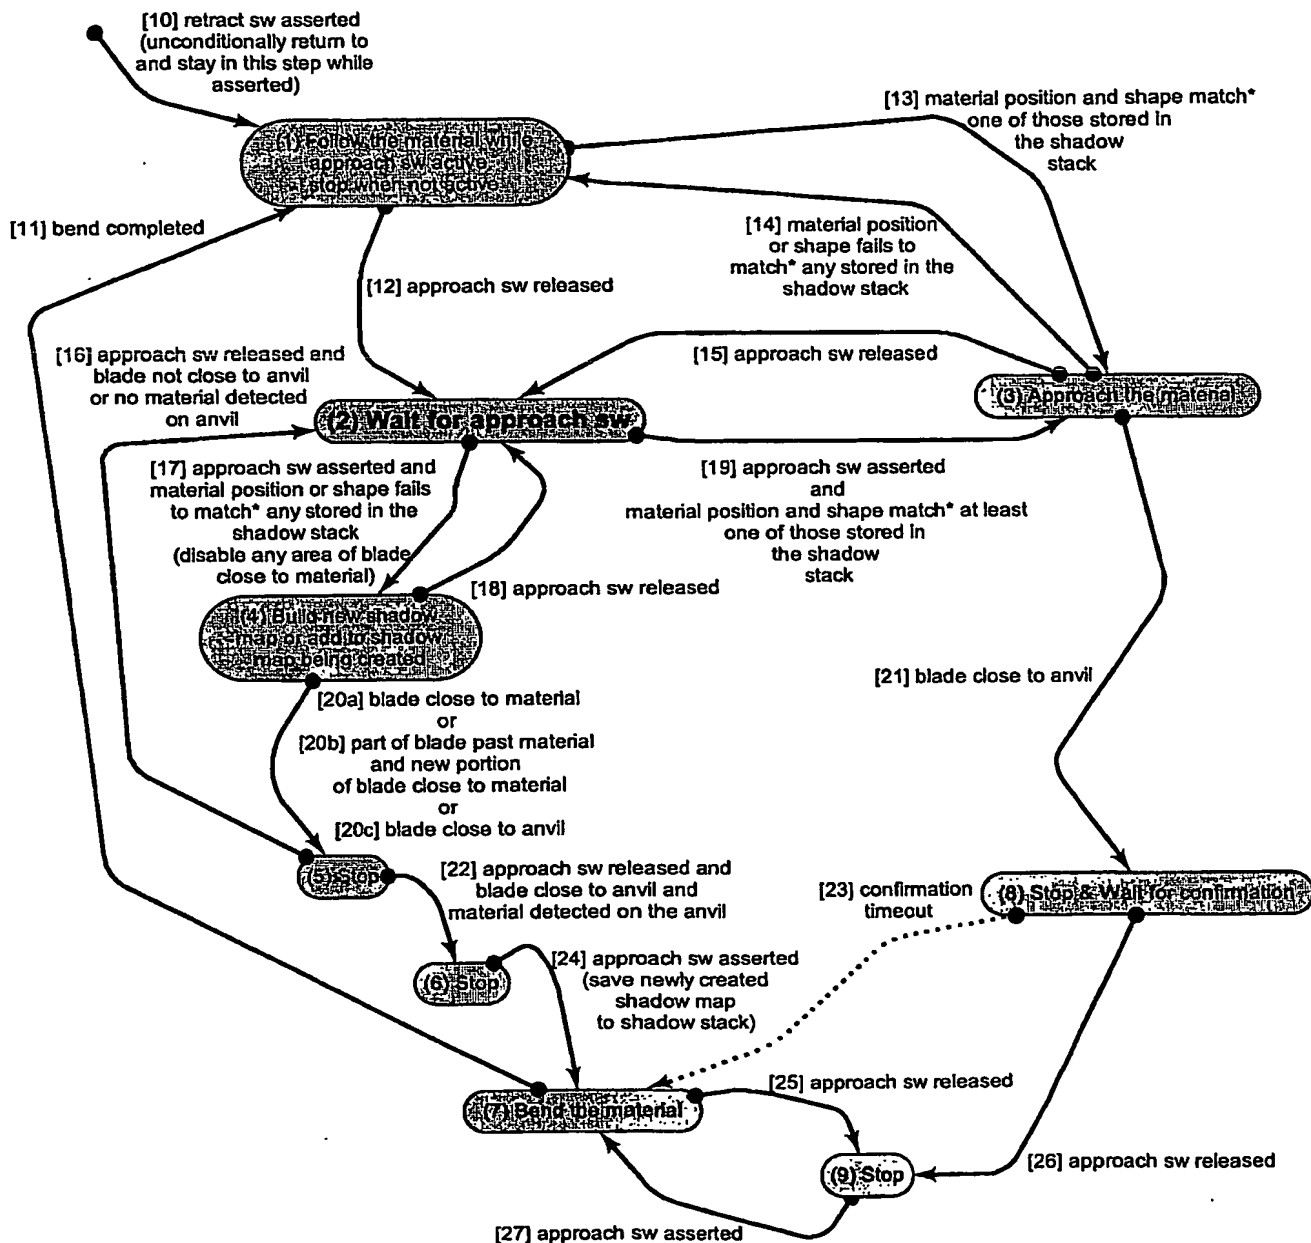 [10] retract sw asserted
(unconditionally return to
and stay in this step while
asserted)
[13] material position and shape match*
one of those stored in
the shadow
stack
(1) Follow the material while
approach sw active
stop when not active
[11] bend completed
[14] material position
or shape fails to
match* any stored in the
shadow stack
[12] approach sw released
[16] approach sw released and
blade not close to anvil
or no material detected
on anvil
[15] approach sw released
(3) Approach the material
(2) Wait for approach sw
[17] approach sw asserted and
material position or shape fails
to match* any stored in the
shadow stack
(disable any area of blade
close to material)
[19] approach sw asserted
and
material position and shape match* at least
one of those stored in
the shadow
stack
[18] approach sw released
(4) Build new shadow
map or add to shadow
map being created
[20a] blade close to material
or
[20b] part of blade past material
and new portion
of blade close to material
or
[20c] blade close to anvil
[21] blade close to anvil
(5) Stop
[22] approach sw released and
blade close to anvil and
material detected on the anvil
[23] confirmation
timeout
(8) Stop & Wait for confirmation
(6) Stop
[24] approach sw asserted
(save newly created
shadow map
to shadow stack)
[25] approach sw released
(7) Bend the material
(9) Stop
[26] approach sw released
[27] approach sw asserted